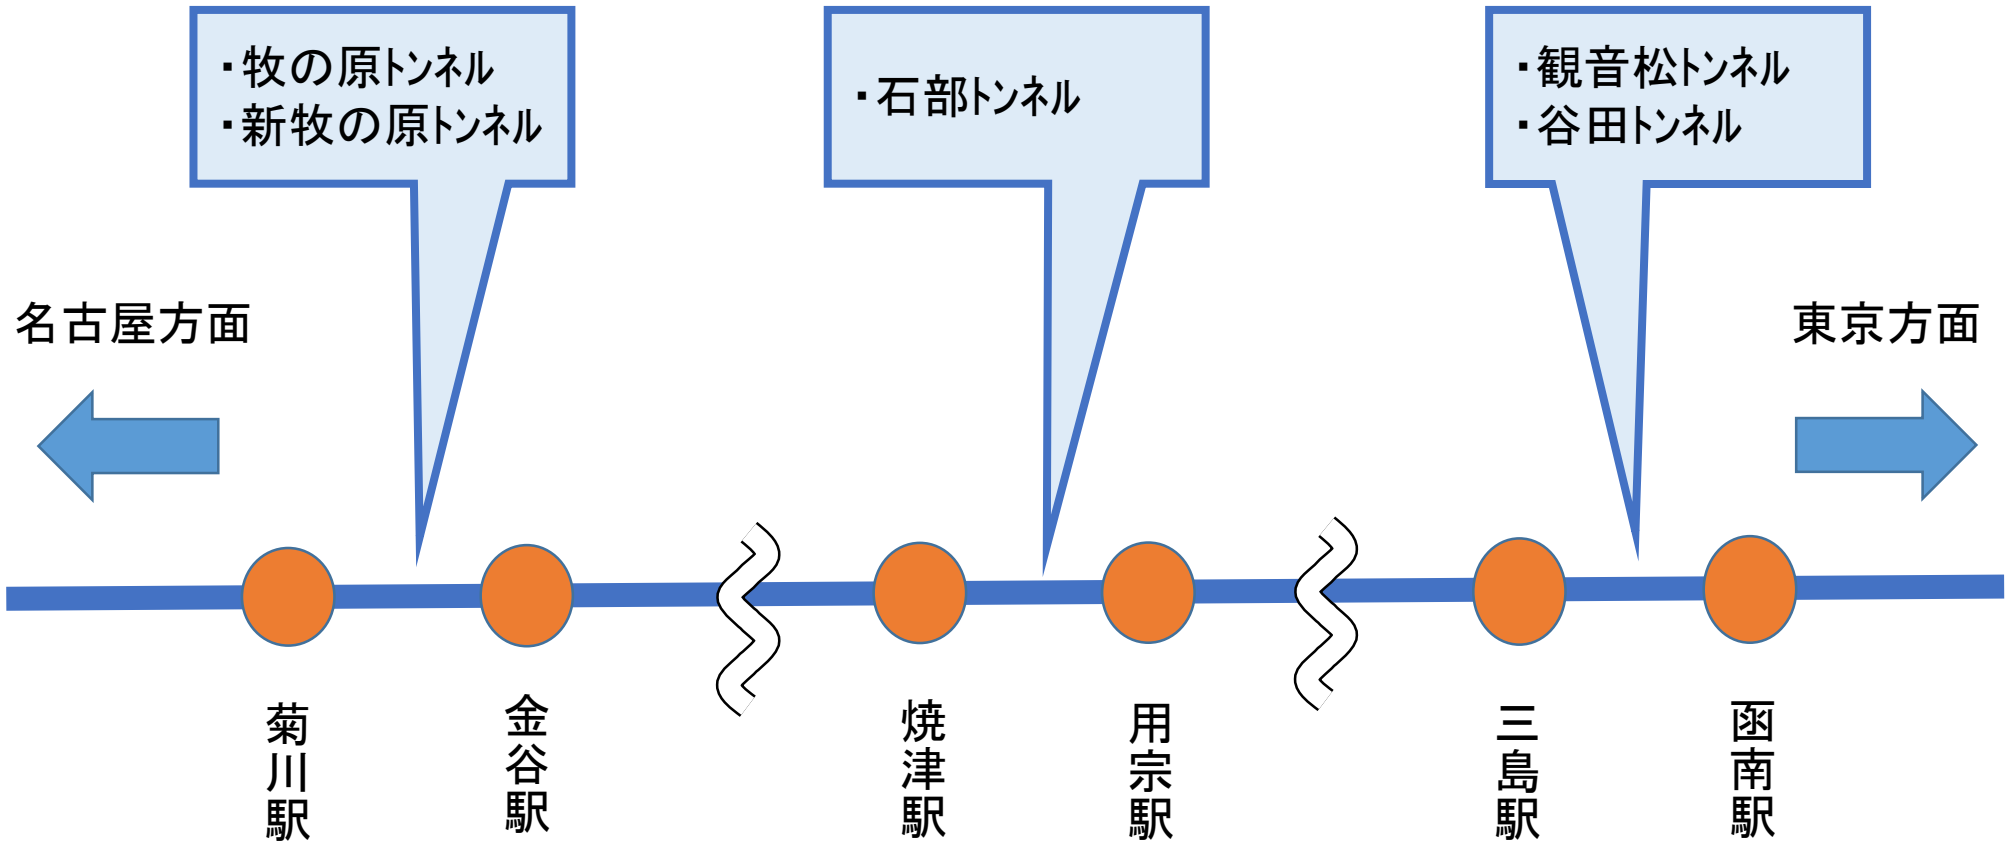 ・牧の原トンネル
・新牧の原トンネル
・石部トンネル
・観音松トンネル
・谷田トンネル
名古屋方面
東京方面
菊川駅
金谷駅
焼津駅
用宗駅
三島駅
函南駅